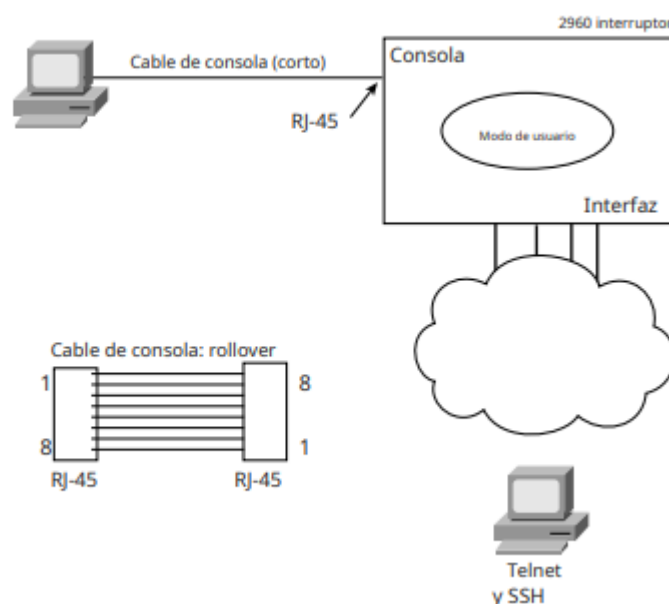 2960 interruptor
Cable de consola (corto)
Consola
RJ-45
Modo de usuario
Interfaz
Cable de consola: rollover
1
8
8
1
RJ-45
RJ-45
Telnet
y SSH